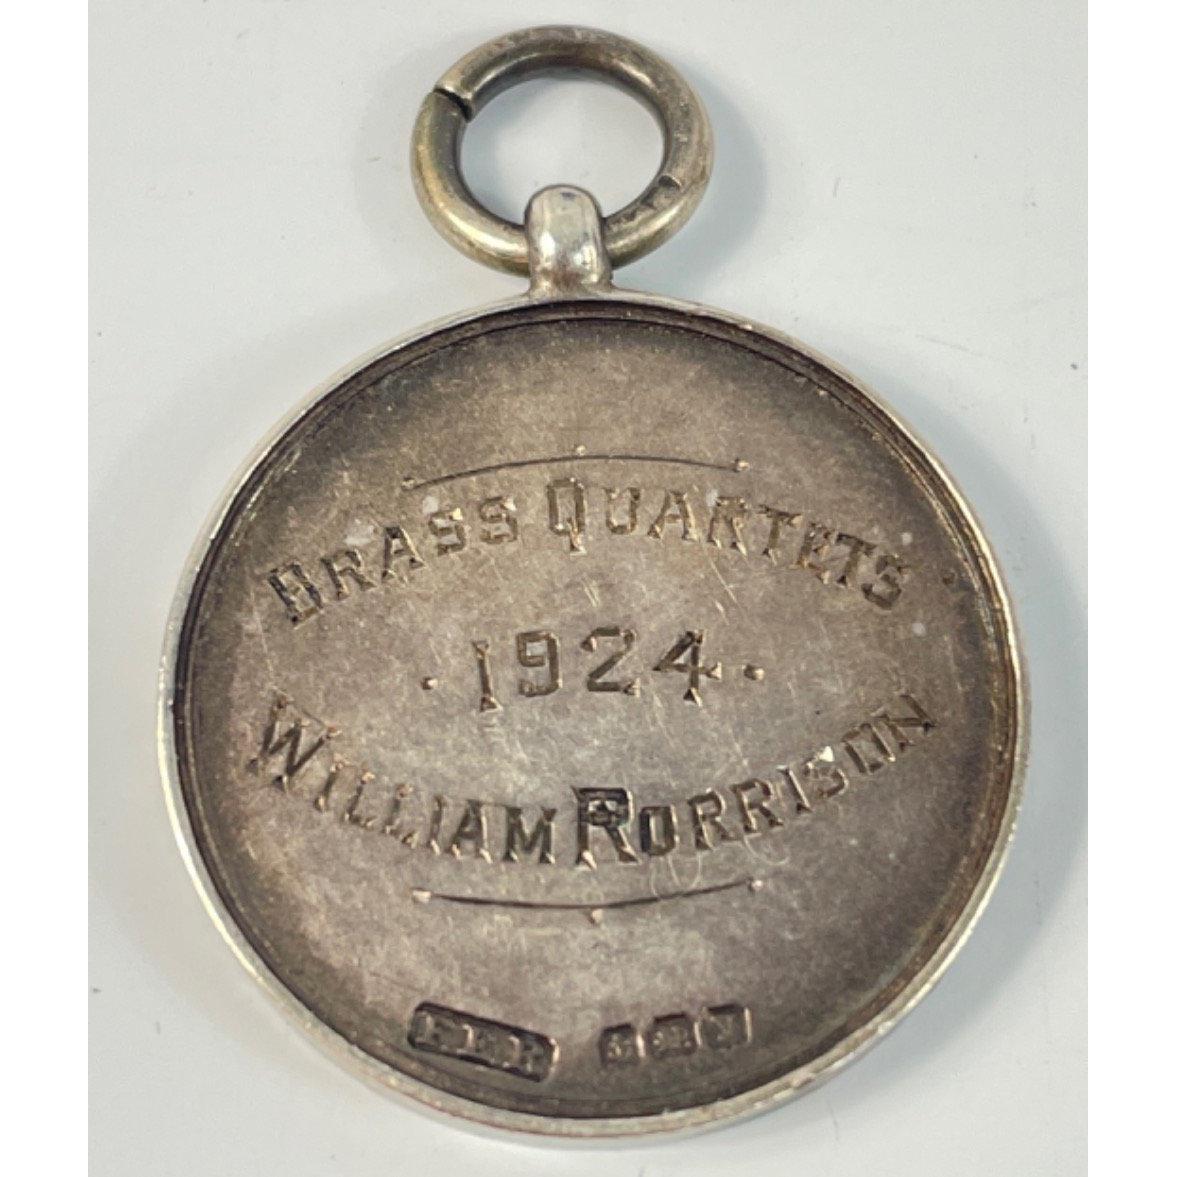 BRASS QUARTETS
· 1924 ·
WILLIAM RORRISON